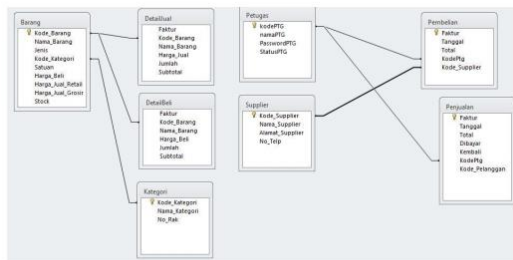 Barang
Kode_Barang
Nama_Barang
Jenis
Kode_Kategori
Satuan
Harga_Beli
Harga_Jual_Retail
Harga_Jual_Grosir
Stock
DetailJual
Faktur
Kode_Barang
Nama_Barang
Harga_Jual
Jumlah
Subtotal
DetailBeli
Faktur
Kode_Barang
Nama_Barang
Harga_Beli
Jumlah
Subtotal
Kategori
Kode_Kategori
Nama_Kategori
No_Rak
Petugas
kodePTG
namaPTG
PasswordPTG
StatusPTG
Supplier
Kode_Supplier
Nama_Supplier
Alamat_Supplier
No_Telp
Pembelian
Faktur
Tanggal
Total
KodePtg
Kode_Supplier
Penjualan
Faktur
Tanggal
Total
Dibayar
Kembali
KodePtg
Kode_Pelanggan